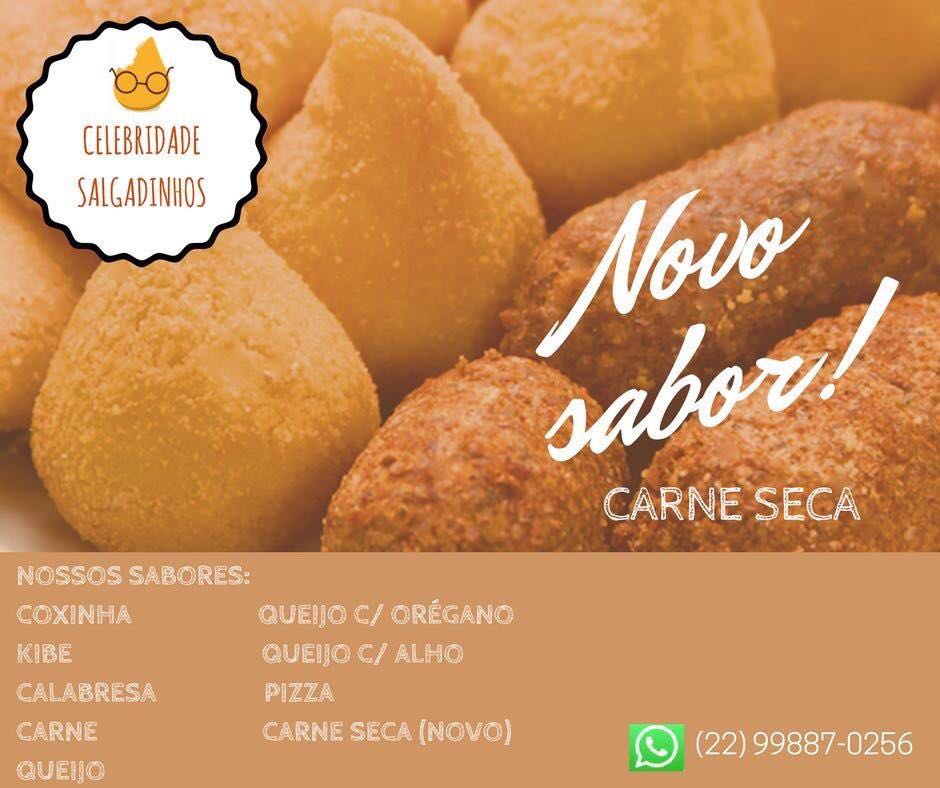 CELEBRIDADE
SALGADINHOS
Novo
sabor!
CARNE SECA
NOSSOS SABORES:
COXINHA
KIBE
CALABRESA
CARNE
QUEIJO
QUEIJO C/ ORÉGANO
QUEIJO C/ ALHO
PIZZA
CARNE SECA (NOVO)
(22) 99887-0256